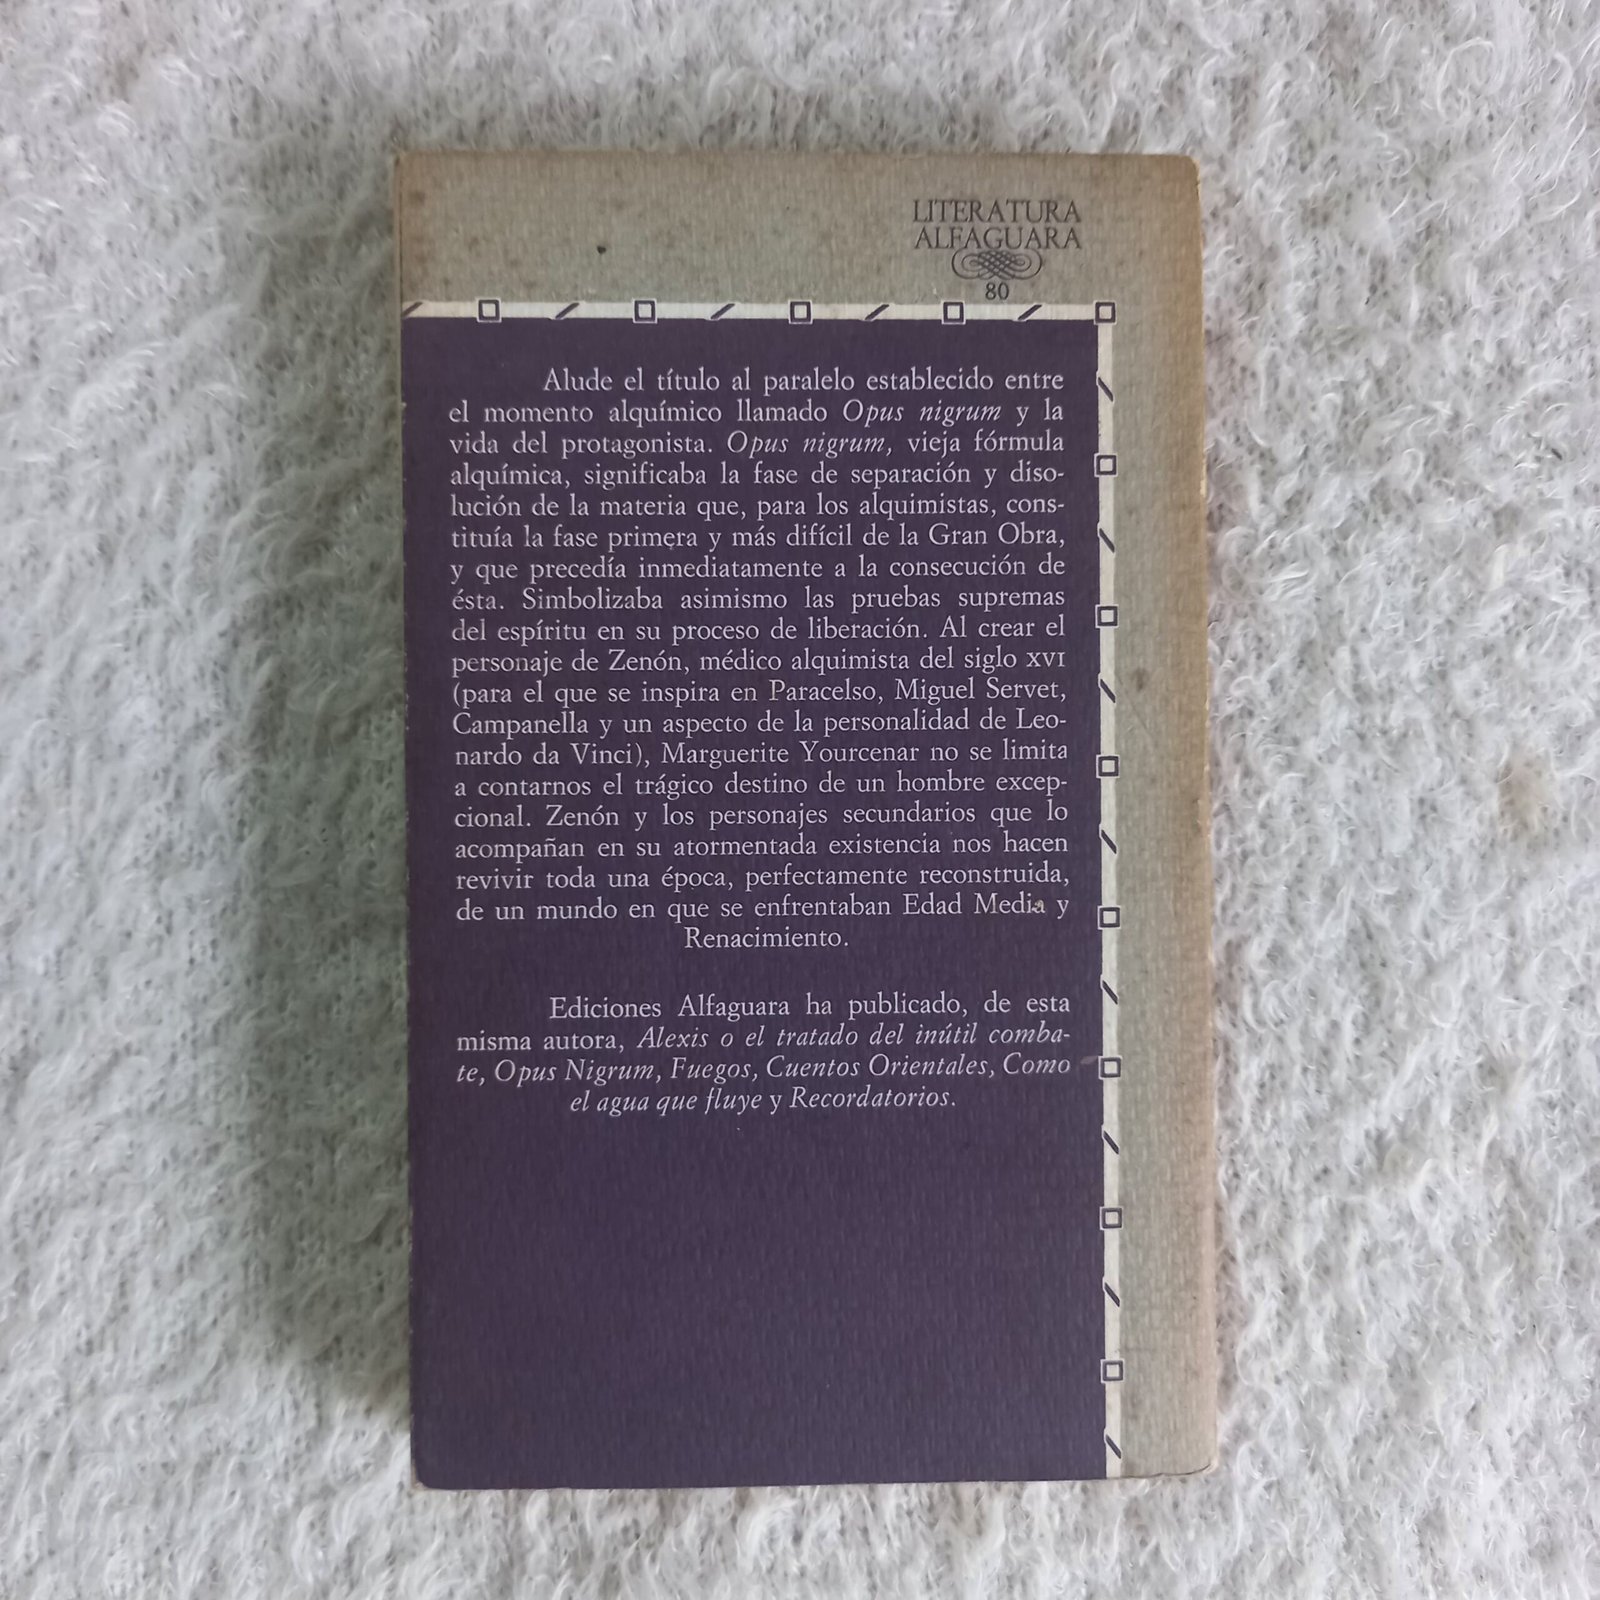 LITERATURA
ALFAGUARA
80
Alude el título al paralelo establecido entre
el momento alquímico llamado Opus nigrum y la
vida del protagonista. Opus nigrum, vieja fórmula
alquímica, significaba la fase de separación y diso-
lución de la materia que, para los alquimistas, cons-
tituía la fase primera y más difícil de la Gran Obra,
y que precedía inmediatamente a la consecución de
ésta. Simbolizaba asimismo las pruebas supremas
del espíritu en su proceso de liberación. Al crear el
personaje de Zenón, médico alquimista del siglo XVI
(para el que se inspira en Paracelso, Miguel Servet,
Campanella y un aspecto de la personalidad de Leo-
nardo da Vinci), Marguerite Yourcenar no se limita
a contarnos el trágico destino de un hombre excep-
cional. Zenón y los personajes secundarios que lo
acompañan en su atormentada existencia nos hacen
revivir toda una época, perfectamente reconstruida,
de un mundo en que se enfrentaban Edad Media y
Renacimiento.
Ediciones Alfaguara ha publicado, de esta
misma autora, Alexis o el tratado del inútil comba-
te, Opus Nigrum, Fuegos, Cuentos Orientales, Como
el agua que fluye y Recordatorios.